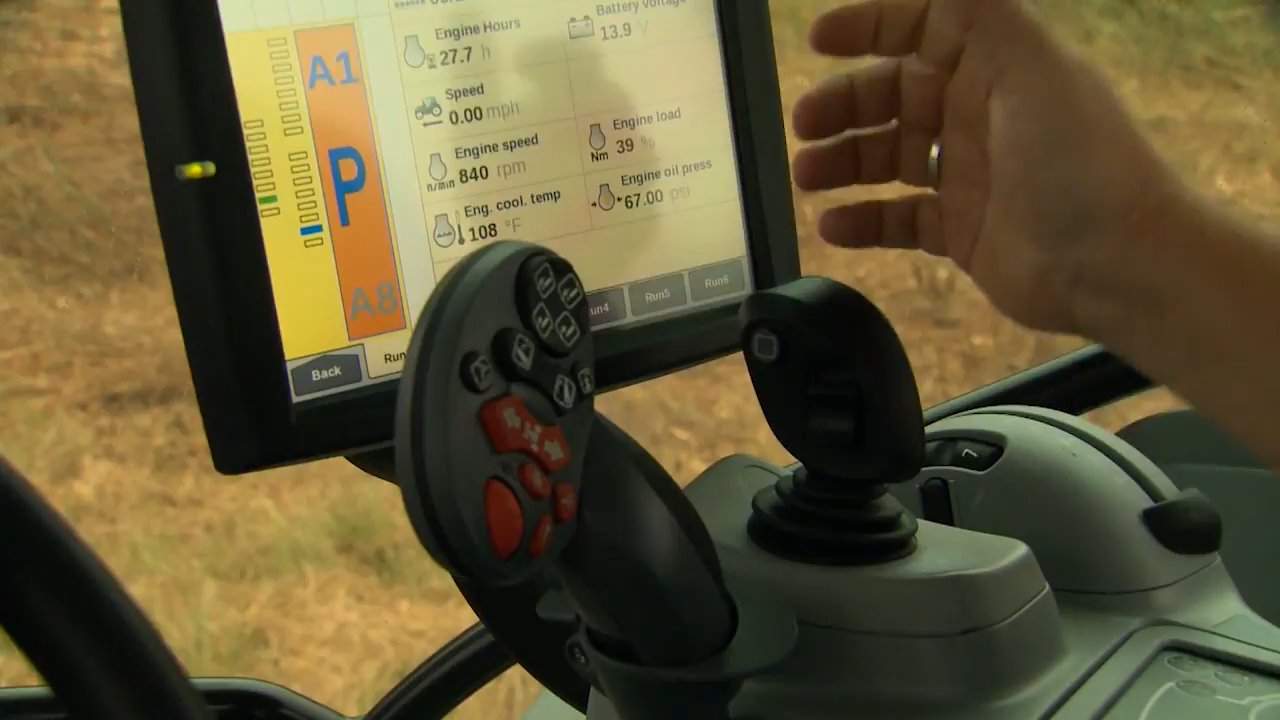 Engine Hours
27.7 h
Battery voltage
13.9 V
A1
Speed
0.00 mph
Engine load
Nm 39 %
P
Engine speed
n/min 840 rpm
Engine oil press
67.00 psi
Eng. cool. temp
108 °F
A8
Back
Run
Run5
Run6